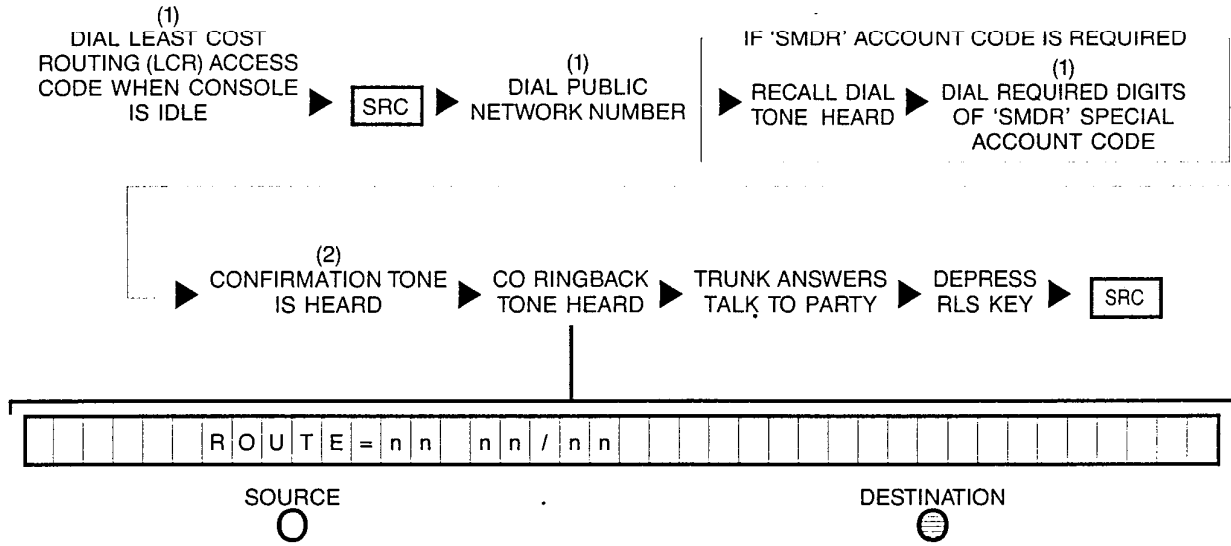 (1)
DIAL LEAST COST
ROUTING (LCR) ACCESS
CODE WHEN CONSOLE
IS IDLE
SRC
(1)
DIAL PUBLIC
NETWORK NUMBER
IF 'SMDR' ACCOUNT CODE IS REQUIRED
RECALL DIAL
TONE HEARD
(1)
DIAL REQUIRED DIGITS
OF 'SMDR' SPECIAL
ACCOUNT CODE
(2)
CONFIRMATION TONE
IS HEARD
CO RINGBACK
TONE HEARD
TRUNK ANSWERS
TALK TO PARTY
DEPRESS
RLS KEY
SRC
ROUTE=nn nn/nn
SOURCE
DESTINATION